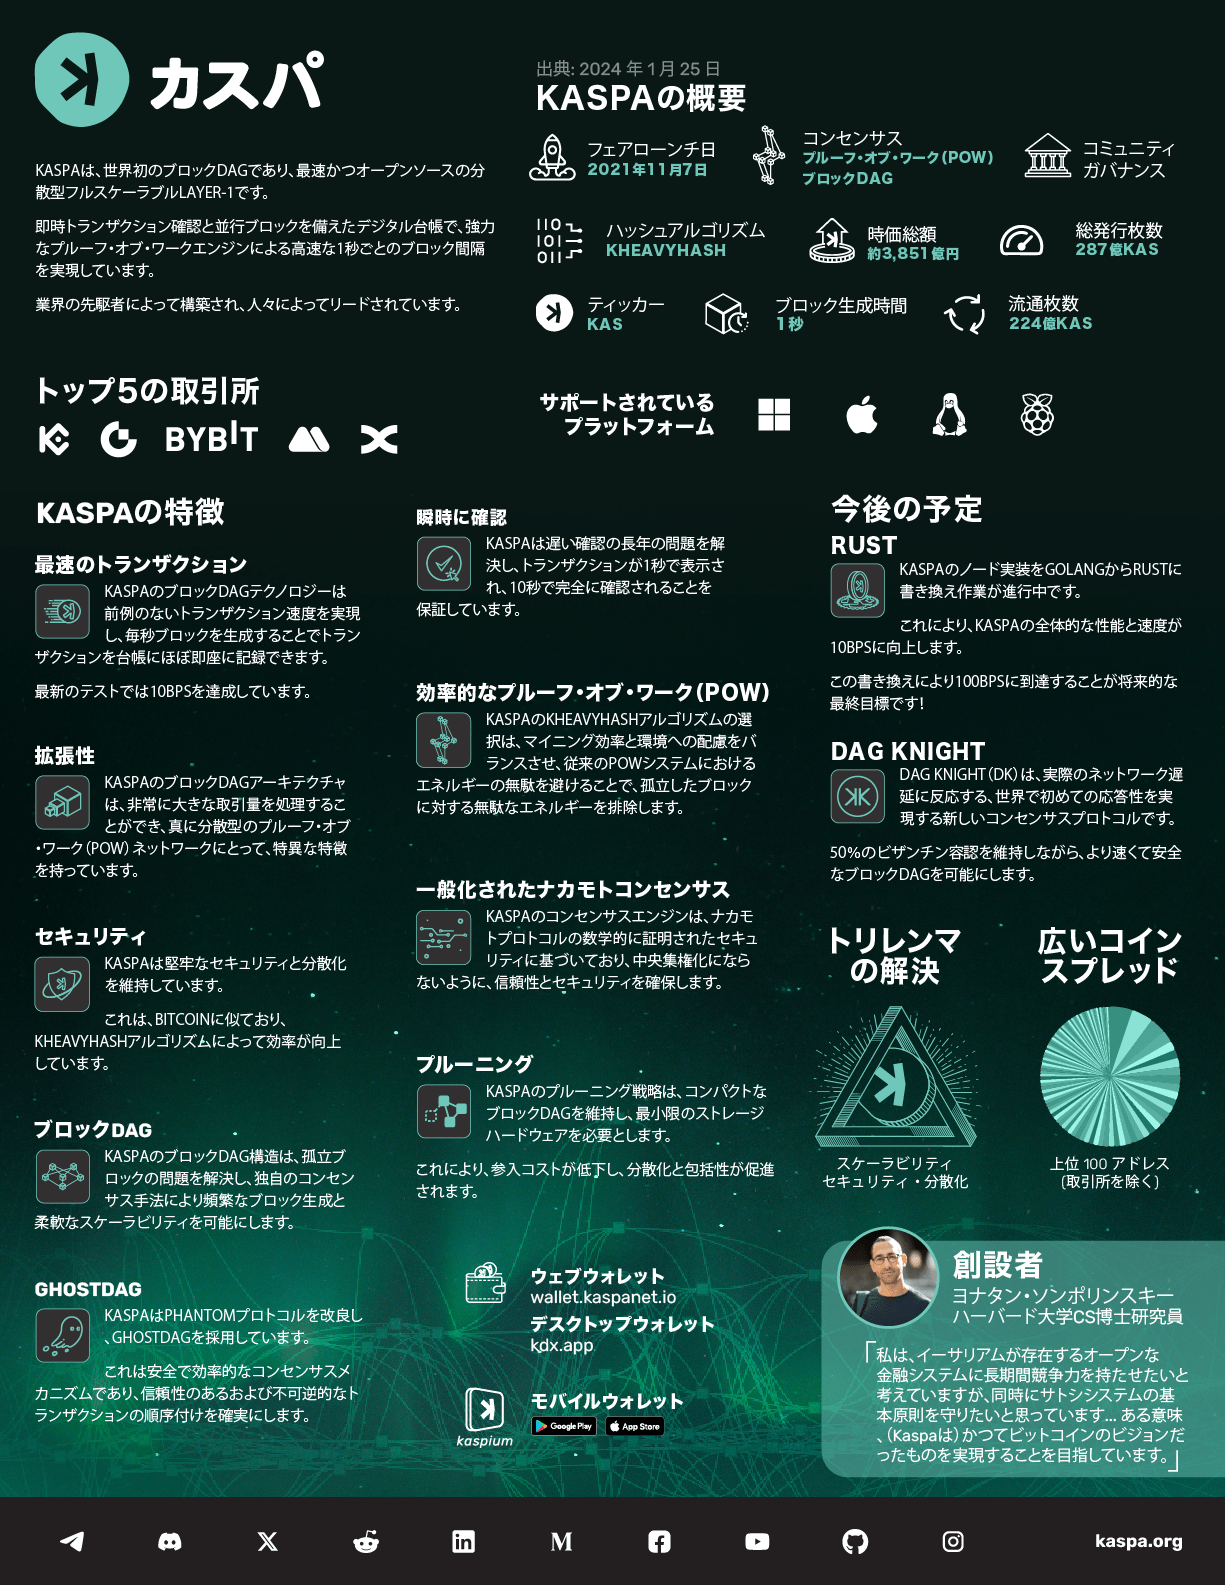 カスパ
KASPAは、世界初のブロックDAGであり、最速かつオープンソースの分
散型フルスケーラブルLAYER-1です。
即時トランザクション確認と並行ブロックを備えたデジタル台帳で、強力
なプルーフ・オブ・ワークエンジンによる高速な1秒ごとのブロック間隔
を実現しています。
業界の先駆者によって構築され、人々によってリードされています。
出典: 2024 年 1 月 25 日
KASPAの概要
フェアローンチ日
2021年11月7日
コンセンサス
プルーフ・オブ・ワーク（POW）
ブロックDAG
コミュニティ
ガバナンス
110
101
011
ハッシュアルゴリズム
KHEAVYHASH
時価総額
約3,851億円
総発行枚数
287億KAS
ティッカー
KAS
ブロック生成時間
1秒
流通枚数
224億KAS
トップ5の取引所
BYBIT
サポートされている
プラットフォーム
KASPAの特徴
最速のトランザクション
KASPAのブロックDAGテクノロジーは
前例のないトランザクション速度を実現
し、毎秒ブロックを生成することでトラン
ザクションを台帳にほぼ即座に記録できます。
最新のテストでは10BPSを達成しています。
拡張性
KASPAのブロックDAGアーキテクチャ
は、非常に大きな取引量を処理するこ
とができ、真に分散型のプルーフ・オブ
・ワーク（POW）ネットワークにとって、特異な特徴
を持っています。
セキュリティ
KASPAは堅牢なセキュリティと分散化
を維持しています。
これは、BITCOINに似ており、
KHEAVYHASHアルゴリズムによって効率が向上
しています。
ブロックDAG
KASPAのブロックDAG構造は、孤立ブ
ロックの問題を解決し、独自のコンセン
サス手法により頻繁なブロック生成と
柔軟なスケーラビリティを可能にします。
GHOSTDAG
KASPAはPHANTOMプロトコルを改良し
、GHOSTDAGを採用しています。
これは安全で効率的なコンセンサスメ
カニズムであり、信頼性のあるおよび不可逆的なト
ランザクションの順序付けを確実にします。
瞬時に確認
KASPAは遅い確認の長年の問題を解
決し、トランザクションが1秒で表示さ
れ、10秒で完全に確認されることを
保証しています。
効率的なプルーフ・オブ・ワーク（POW）
KASPAのKHEAVYHASHアルゴリズムの選
択は、マイニング効率と環境への配慮をバ
ランスさせ、従来のPOWシステムにおける
エネルギーの無駄を避けることで、孤立したブロック
に対する無駄なエネルギーを排除します。
一般化されたナカモトコンセンサス
KASPAのコンセンサスエンジンは、ナカモ
トプロトコルの数学的に証明されたセキュ
リティに基づいており、中央集権化になら
ないように、信頼性とセキュリティを確保します。
プルーニング
KASPAのプルーニング戦略は、コンパクトな
ブロックDAGを維持し、最小限のストレージ
ハードウェアを必要とします。
これにより、参入コストが低下し、分散化と包括性が促進
されます。
ウェブウォレット
wallet.kaspanet.io
デスクトップウォレット
kdx.app
kaspium
モバイルウォレット
Google Play
App Store
今後の予定
RUST
KASPAのノード実装をGOLANGからRUSTに
書き換え作業が進行中です。
これにより、KASPAの全体的な性能と速度が
10BPSに向上します。
この書き換えにより100BPSに到達することが将来的な
最終目標です！
DAG KNIGHT
DAG KNIGHT（DK）は、実際のネットワーク遅
延に反応する、世界で初めての応答性を実
現する新しいコンセンサスプロトコルです。
50%のビザンチン容認を維持しながら、より速くて安全
なブロックDAGを可能にします。
トリレンマ
の解決
スケーラビリティ
セキュリティ・分散化
広いコイン
スプレッド
上位 100 アドレス
(取引所を除く)
創設者
ヨナタン・ソンポリンスキー
ハーバード大学CS博士研究員
「私は、イーサリアムが存在するオープンな
金融システムに長期間競争力を持たせたいと
考えていますが、同時にサトシシステムの基
本原則を守りたいと思っています... ある意味
、（Kaspaは）かつてビットコインのビジョンだ
ったものを実現することを目指しています。」
kaspa.org